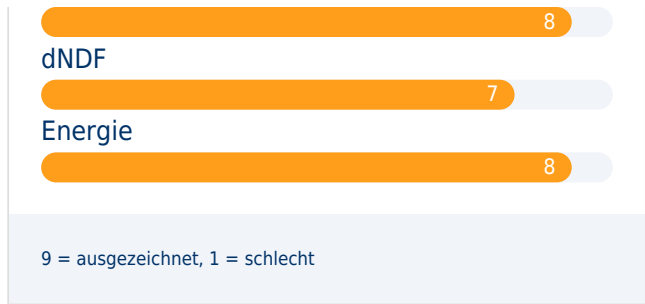 8
dNDF
7
Energie
8
9 = ausgezeichnet, 1 = schlecht